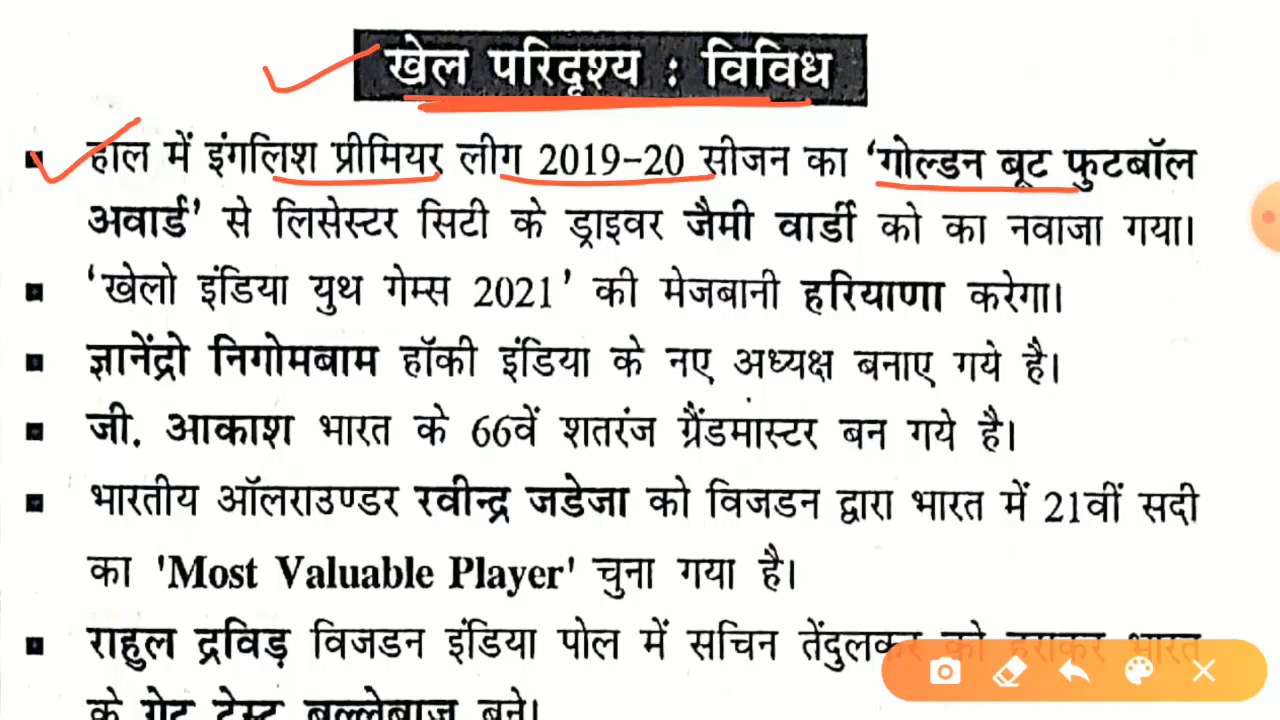 खेल परिदृश्य : विविध
हाल में इंगलिश प्रीमियर लीग 2019-20 सीजन का ‘गोल्डन बूट फुटबॉल
अवार्ड’ से लिसेस्टर सिटी के ड्राइवर जैमी वार्डी को का नवाजा गया।
‘खेलो इंडिया युथ गेम्स 2021’ की मेजबानी हरियाणा करेगा।
ज्ञानेंद्रो निगोमबाम हॉकी इंडिया के नए अध्यक्ष बनाए गये है।
जी. आकाश भारत के 66वें शतरंज ग्रैंडमास्टर बन गये है।
भारतीय ऑलराउण्डर रवीन्द्र जडेजा को विजडन द्वारा भारत में 21वीं सदी
का 'Most Valuable Player' चुना गया है।
राहुल द्रविड़ विजडन इंडिया पोल में सचिन तेंदुलकर को हराकर भारत
के ग्रेट टेस्ट बल्लेबाज बने।